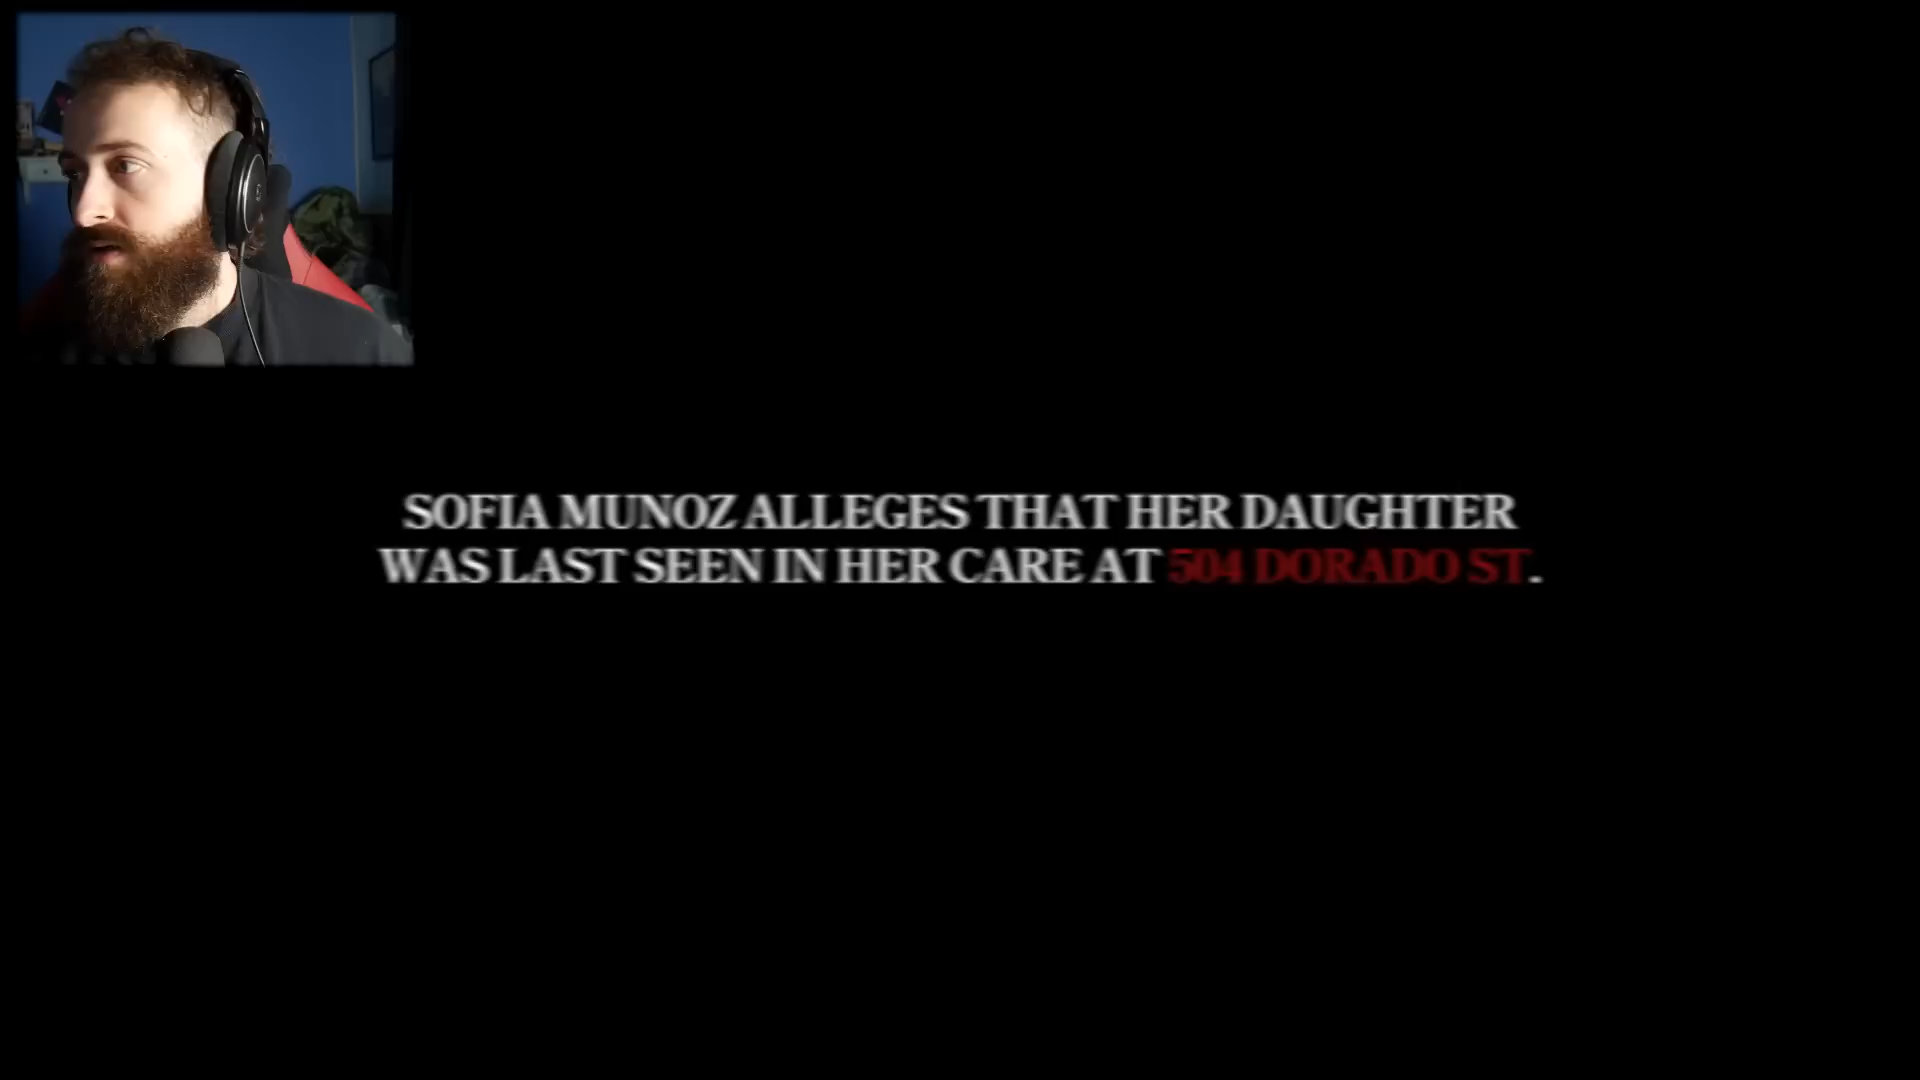 SOFIA MUNOZ ALLEGES THAT HER DAUGHTER
WAS LAST SEEN IN HER CARE AT 504 DORADO ST.